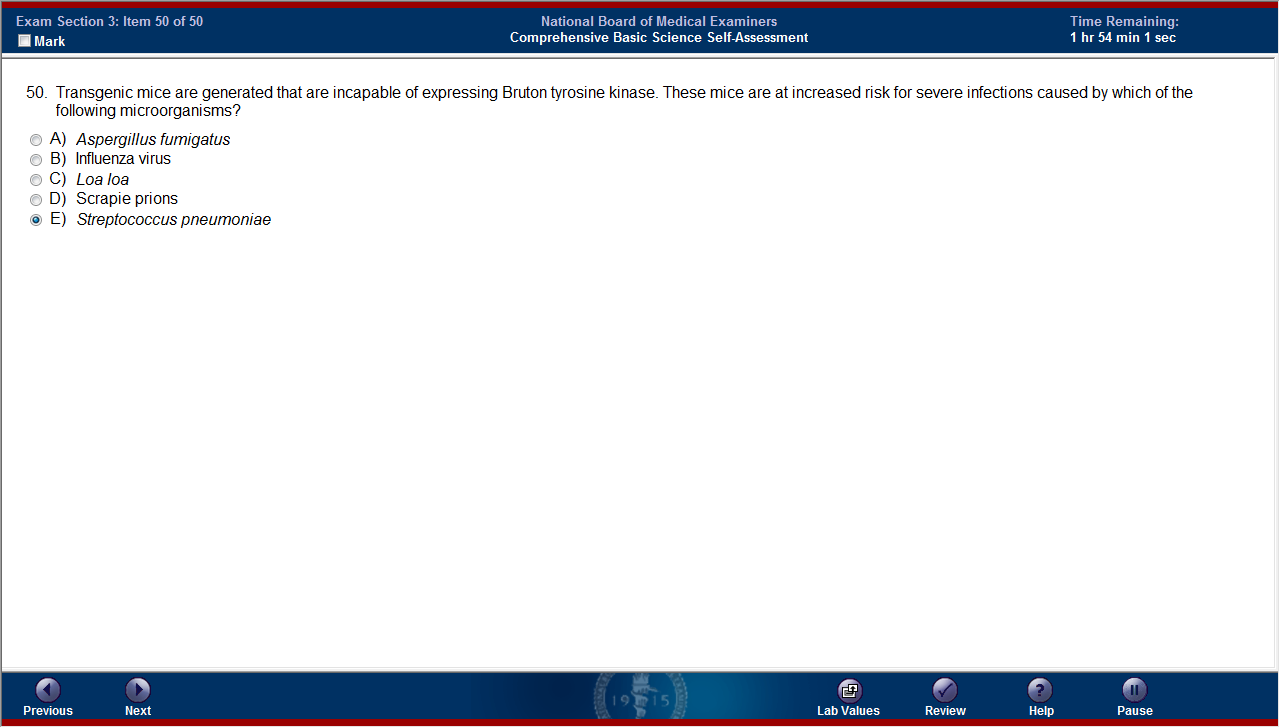 Exam Section 3: Item 50 of 50
National Board of Medical Examiners
Time Remaining:
Mark
Comprehensive Basic Science Self-Assessment
1 hr 54 min 1 sec
50. Transgenic mice are generated that are incapable of expressing Bruton tyrosine kinase. These mice are at increased risk for severe infections caused by which of the
following microorganisms?
A) Aspergillus fumigatus
B) Influenza virus
C) Loa loa
D) Scrapie prions
E) Streptococcus pneumoniae
1915
Previous
Next
Lab Values
Review
Help
Pause